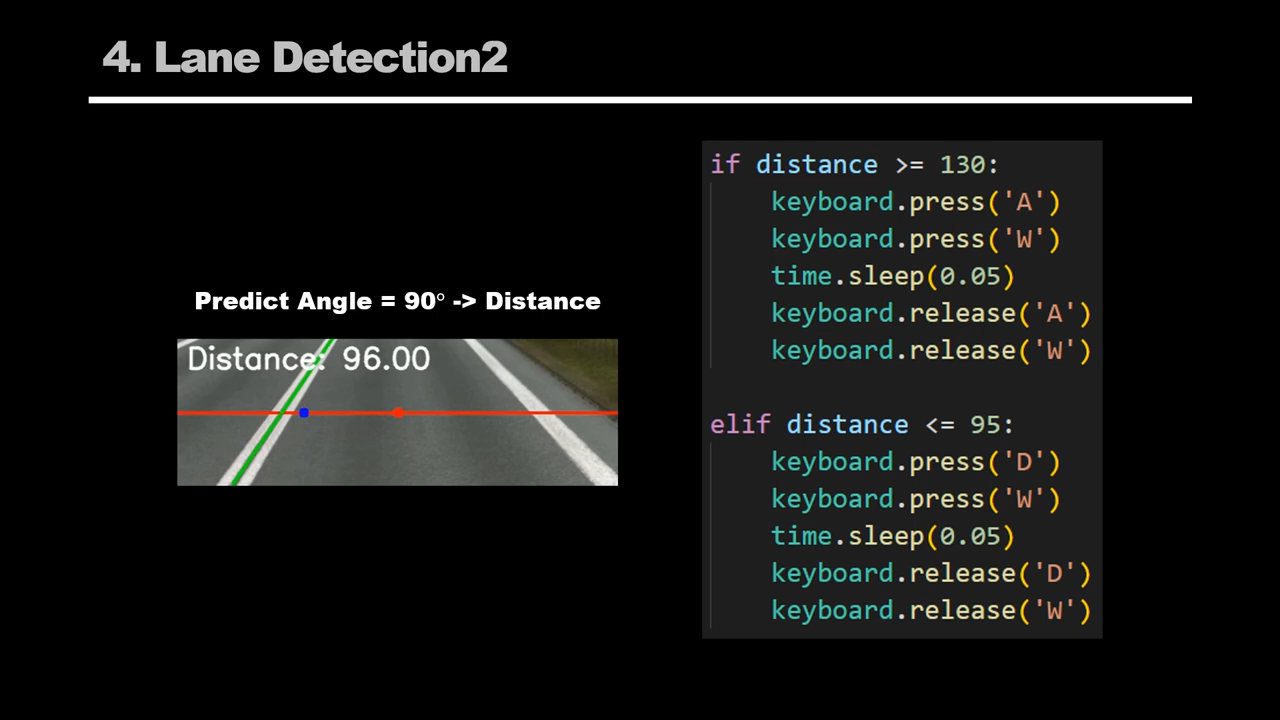 4. Lane Detection2
Predict Angle = 90° -> Distance
Distance: 96.00
if distance >= 130:
    keyboard.press('A')
    keyboard.press('W')
    time.sleep(0.05)
    keyboard.release('A')
    keyboard.release('W')
elif distance <= 95:
    keyboard.press('D')
    keyboard.press('W')
    time.sleep(0.05)
    keyboard.release('D')
    keyboard.release('W')